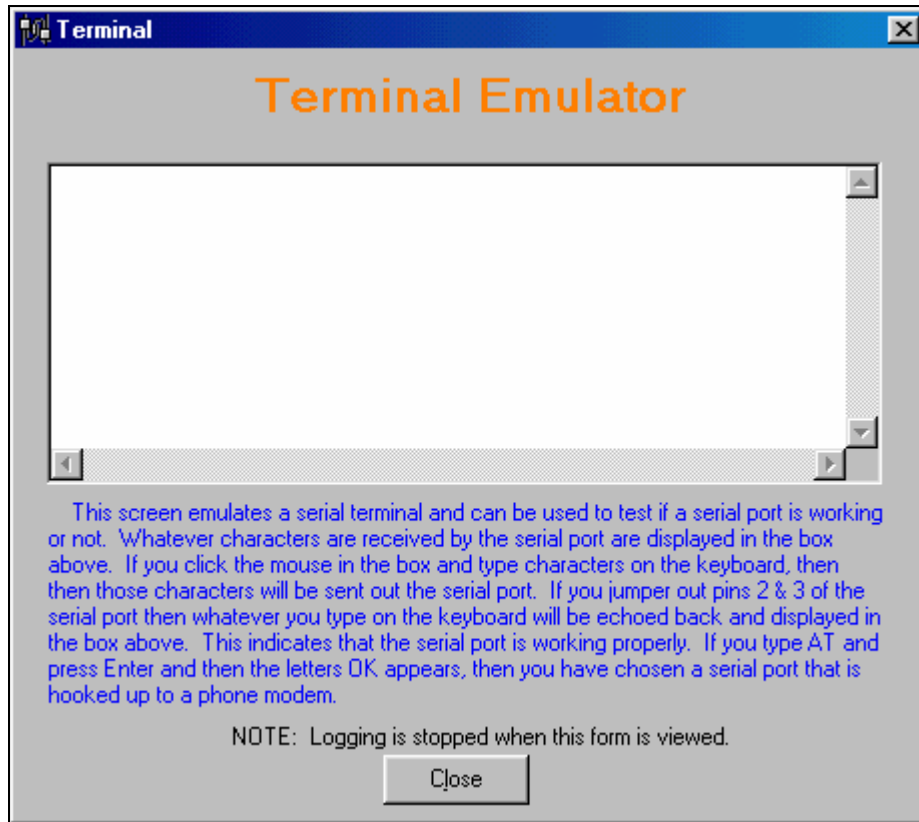 Terminal
Terminal Emulator
This screen emulates a serial terminal and can be used to test if a serial port is working
or not. Whatever characters are received by the serial port are displayed in the box
above. If you click the mouse in the box and type characters on the keyboard, then
then those characters will be sent out the serial port. If you jumper out pins 2 & 3 of the
serial port then whatever you type on the keyboard will be echoed back and displayed in
the box above. This indicates that the serial port is working properly. If you type AT and
press Enter and then the letters OK appears, then you have chosen a serial port that is
hooked up to a phone modem.
NOTE: Logging is stopped when this form is viewed.
Close